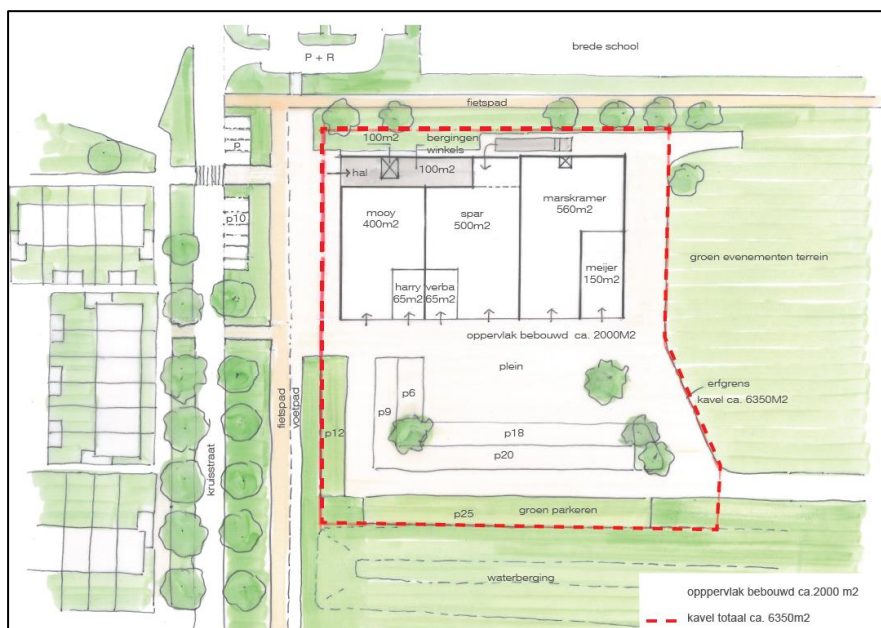 P + R
brede school
fietspad
p
100m2
bergingen
winkels
hal
100m2
mooy
400m2
spar
500m2
marskramer
560m2
p10
harry
65m2
verba
65m2
meijer
150m2
groen evenementen terrein
oppervlak bebouwd ca. 2000M2
plein
erfgrens
kavel ca. 6350M2
p6
p9
p12
p18
p20
fietspad
voetpad
kruisstraat
p25
groen parkeren
waterberging
opppervlak bebouwd ca.2000 m2
kavel totaal ca. 6350m2